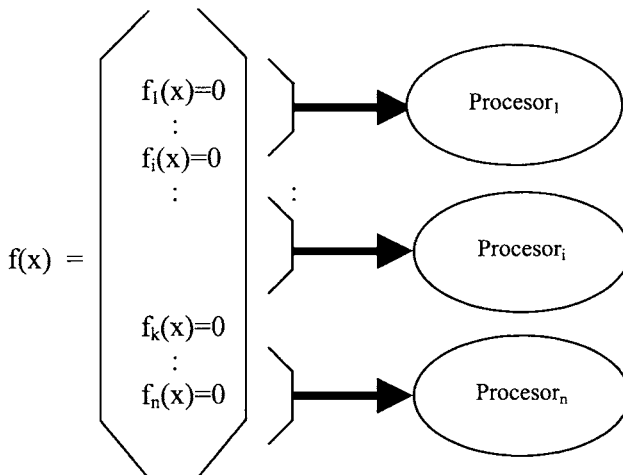 f₁(x)=0
⋮
fᵢ(x)=0
⋮
f(x) =
fₖ(x)=0
⋮
fₙ(x)=0
Procesor₁
⋮
Procesorᵢ
Procesorₙ